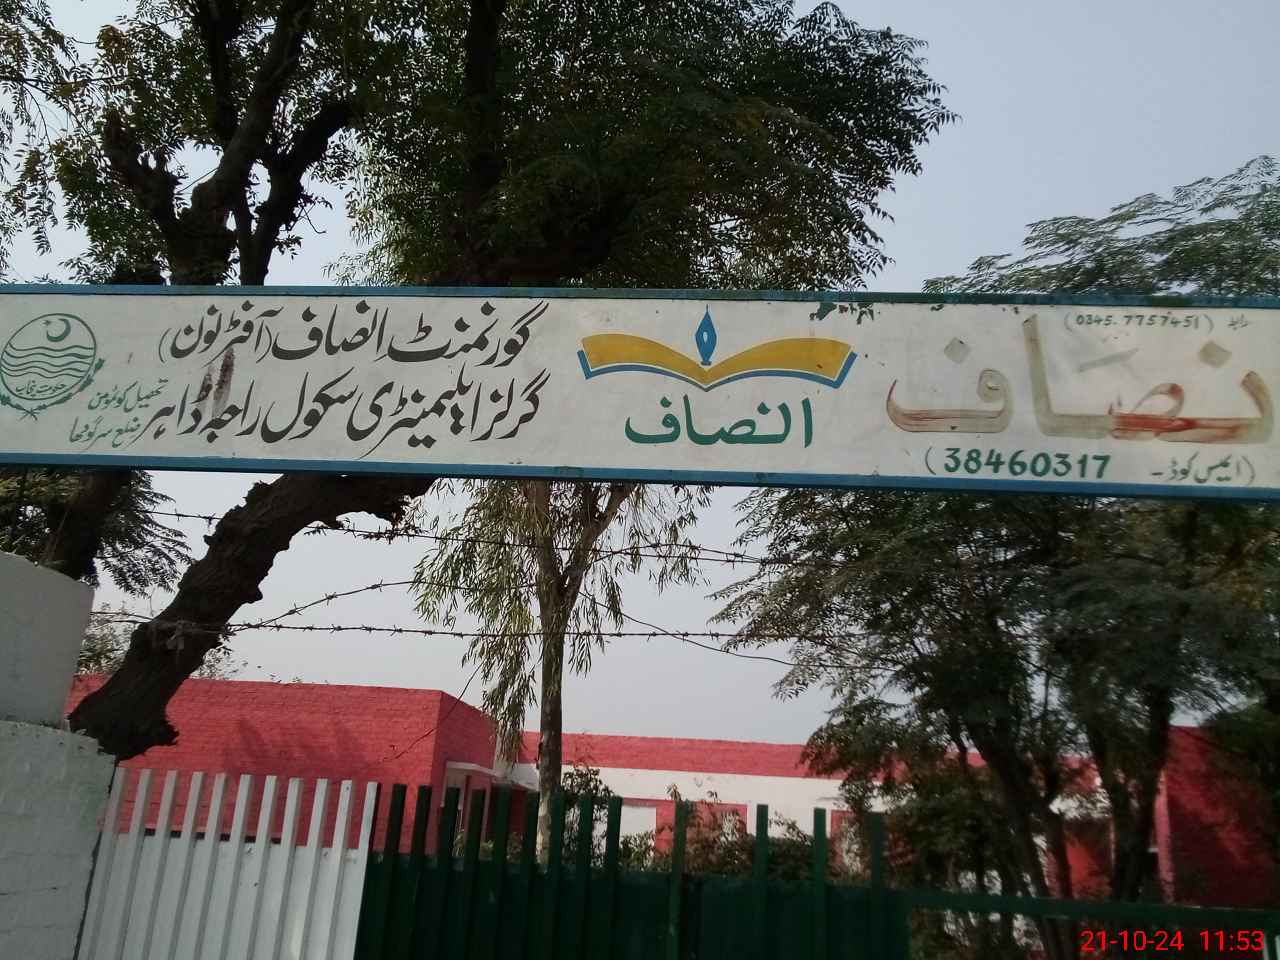 رابطہ (0345.7757451)
نصاف
(ایمس کوڈ۔ 38460317)
انصاف
گورنمنٹ انصاف (آفٹرنون)
گرلز ایلیمینٹری سکول راجہ ڈاہر
تحصیل کوٹمومن
ضلع سرگودھا
حکومت پنجاب
21-10-24 11:53